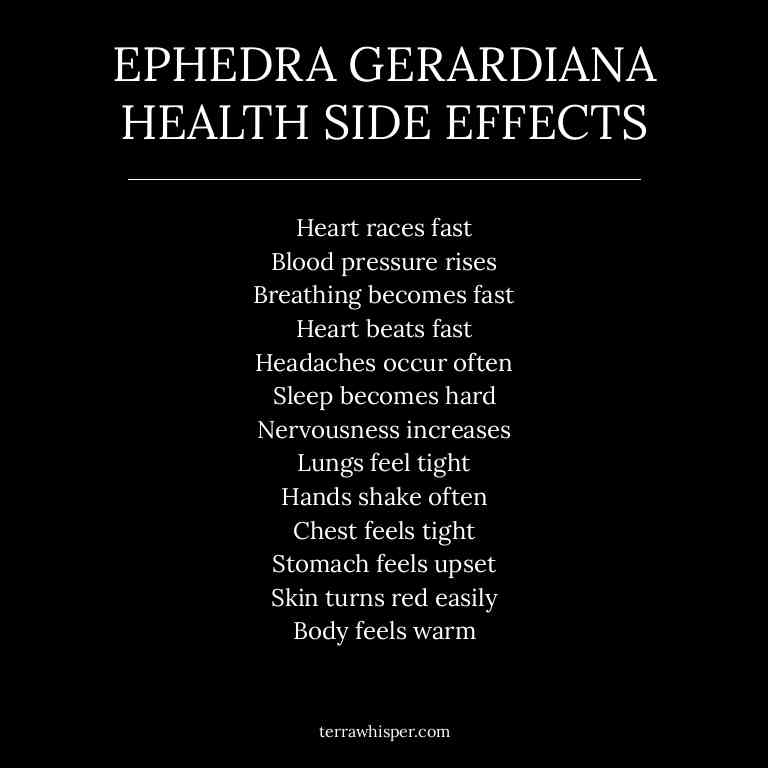 EPHEDRA GERARDIANA
HEALTH SIDE EFFECTS
Heart races fast
Blood pressure rises
Breathing becomes fast
Heart beats fast
Headaches occur often
Sleep becomes hard
Nervousness increases
Lungs feel tight
Hands shake often
Chest feels tight
Stomach feels upset
Skin turns red easily
Body feels warm
terrawhisper.com